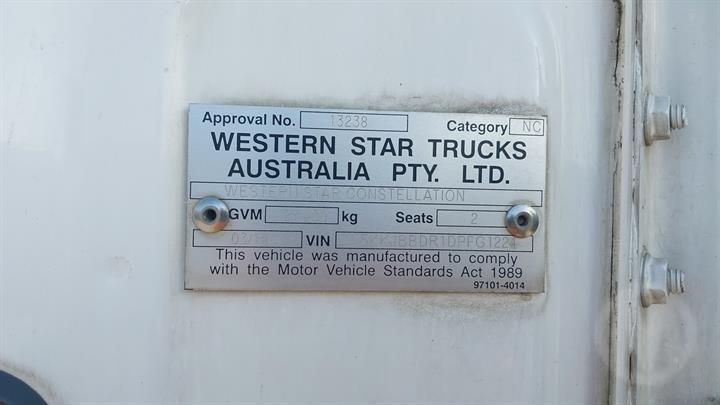 Approval No. 13238 Category NC
WESTERN STAR TRUCKS
AUSTRALIA PTY. LTD.
WESTERN STAR CONSTELLATION
GVM kg Seats 2
VIN
This vehicle was manufactured to comply
with the Motor Vehicle Standards Act 1989
97101-4014